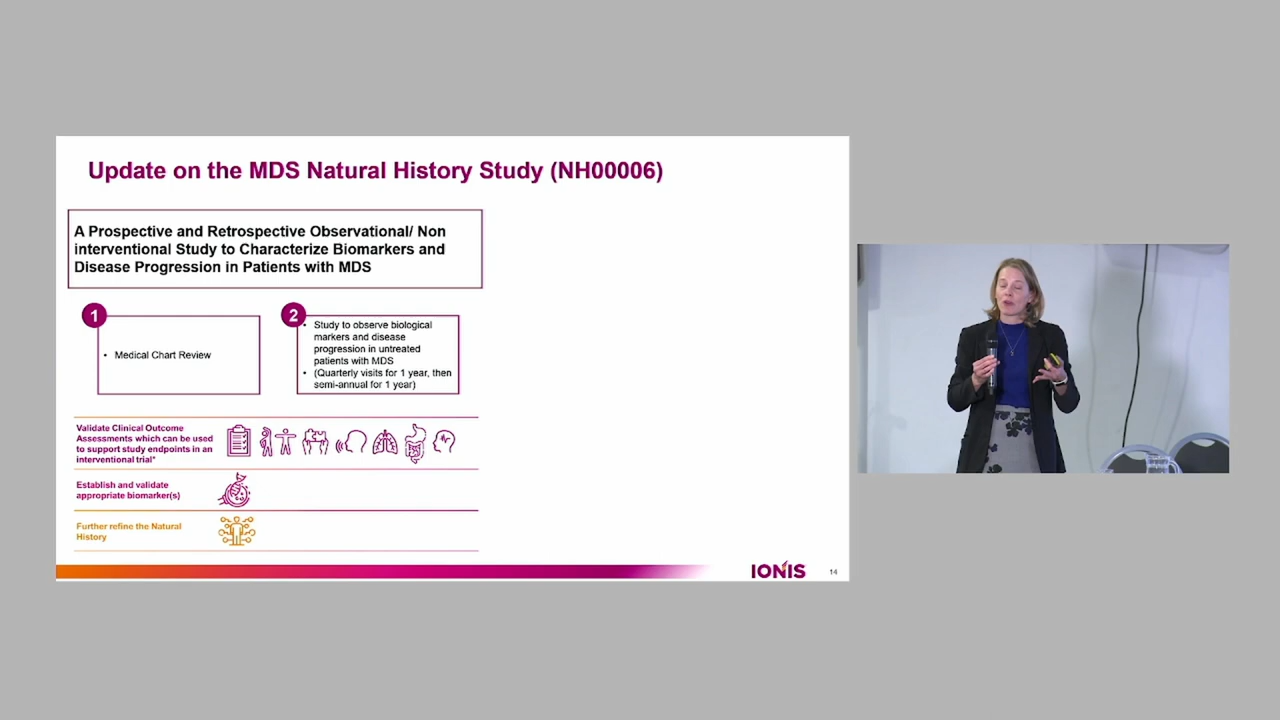 Update on the MDS Natural History Study (NH00006)
A Prospective and Retrospective Observational/ Non
interventional Study to Characterize Biomarkers and
Disease Progression in Patients with MDS
1
• Medical Chart Review
2
• Study to observe biological
markers and disease
progression in untreated
patients with MDS
• (Quarterly visits for 1 year, then
semi-annual for 1 year)
Validate Clinical Outcome
Assessments which can be used
to support study endpoints in an
interventional trial*
Establish and validate
appropriate biomarker(s)
Further refine the Natural
History
IONIS
14